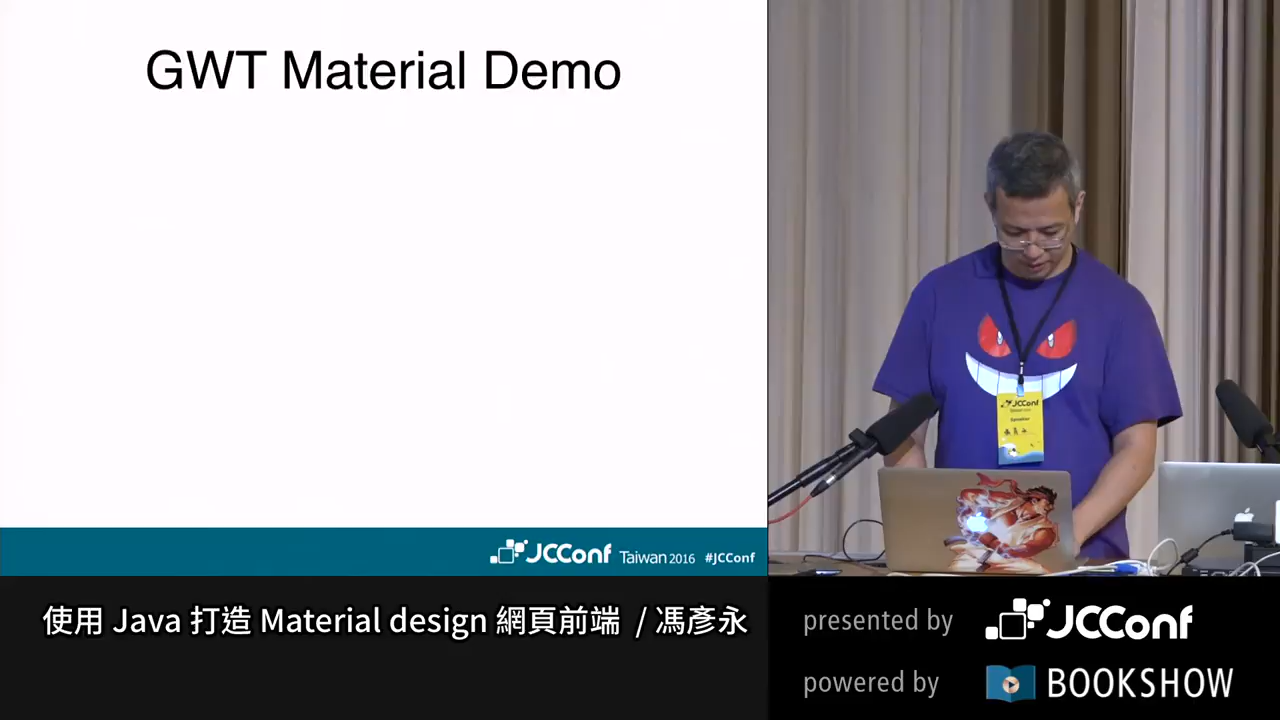 GWT Material Demo
JCConf Taiwan 2016 #JCConf
JCConf
使用 Java 打造 Material design 網頁前端 / 馮彥永
presented by JCConf
powered by BOOKSHOW